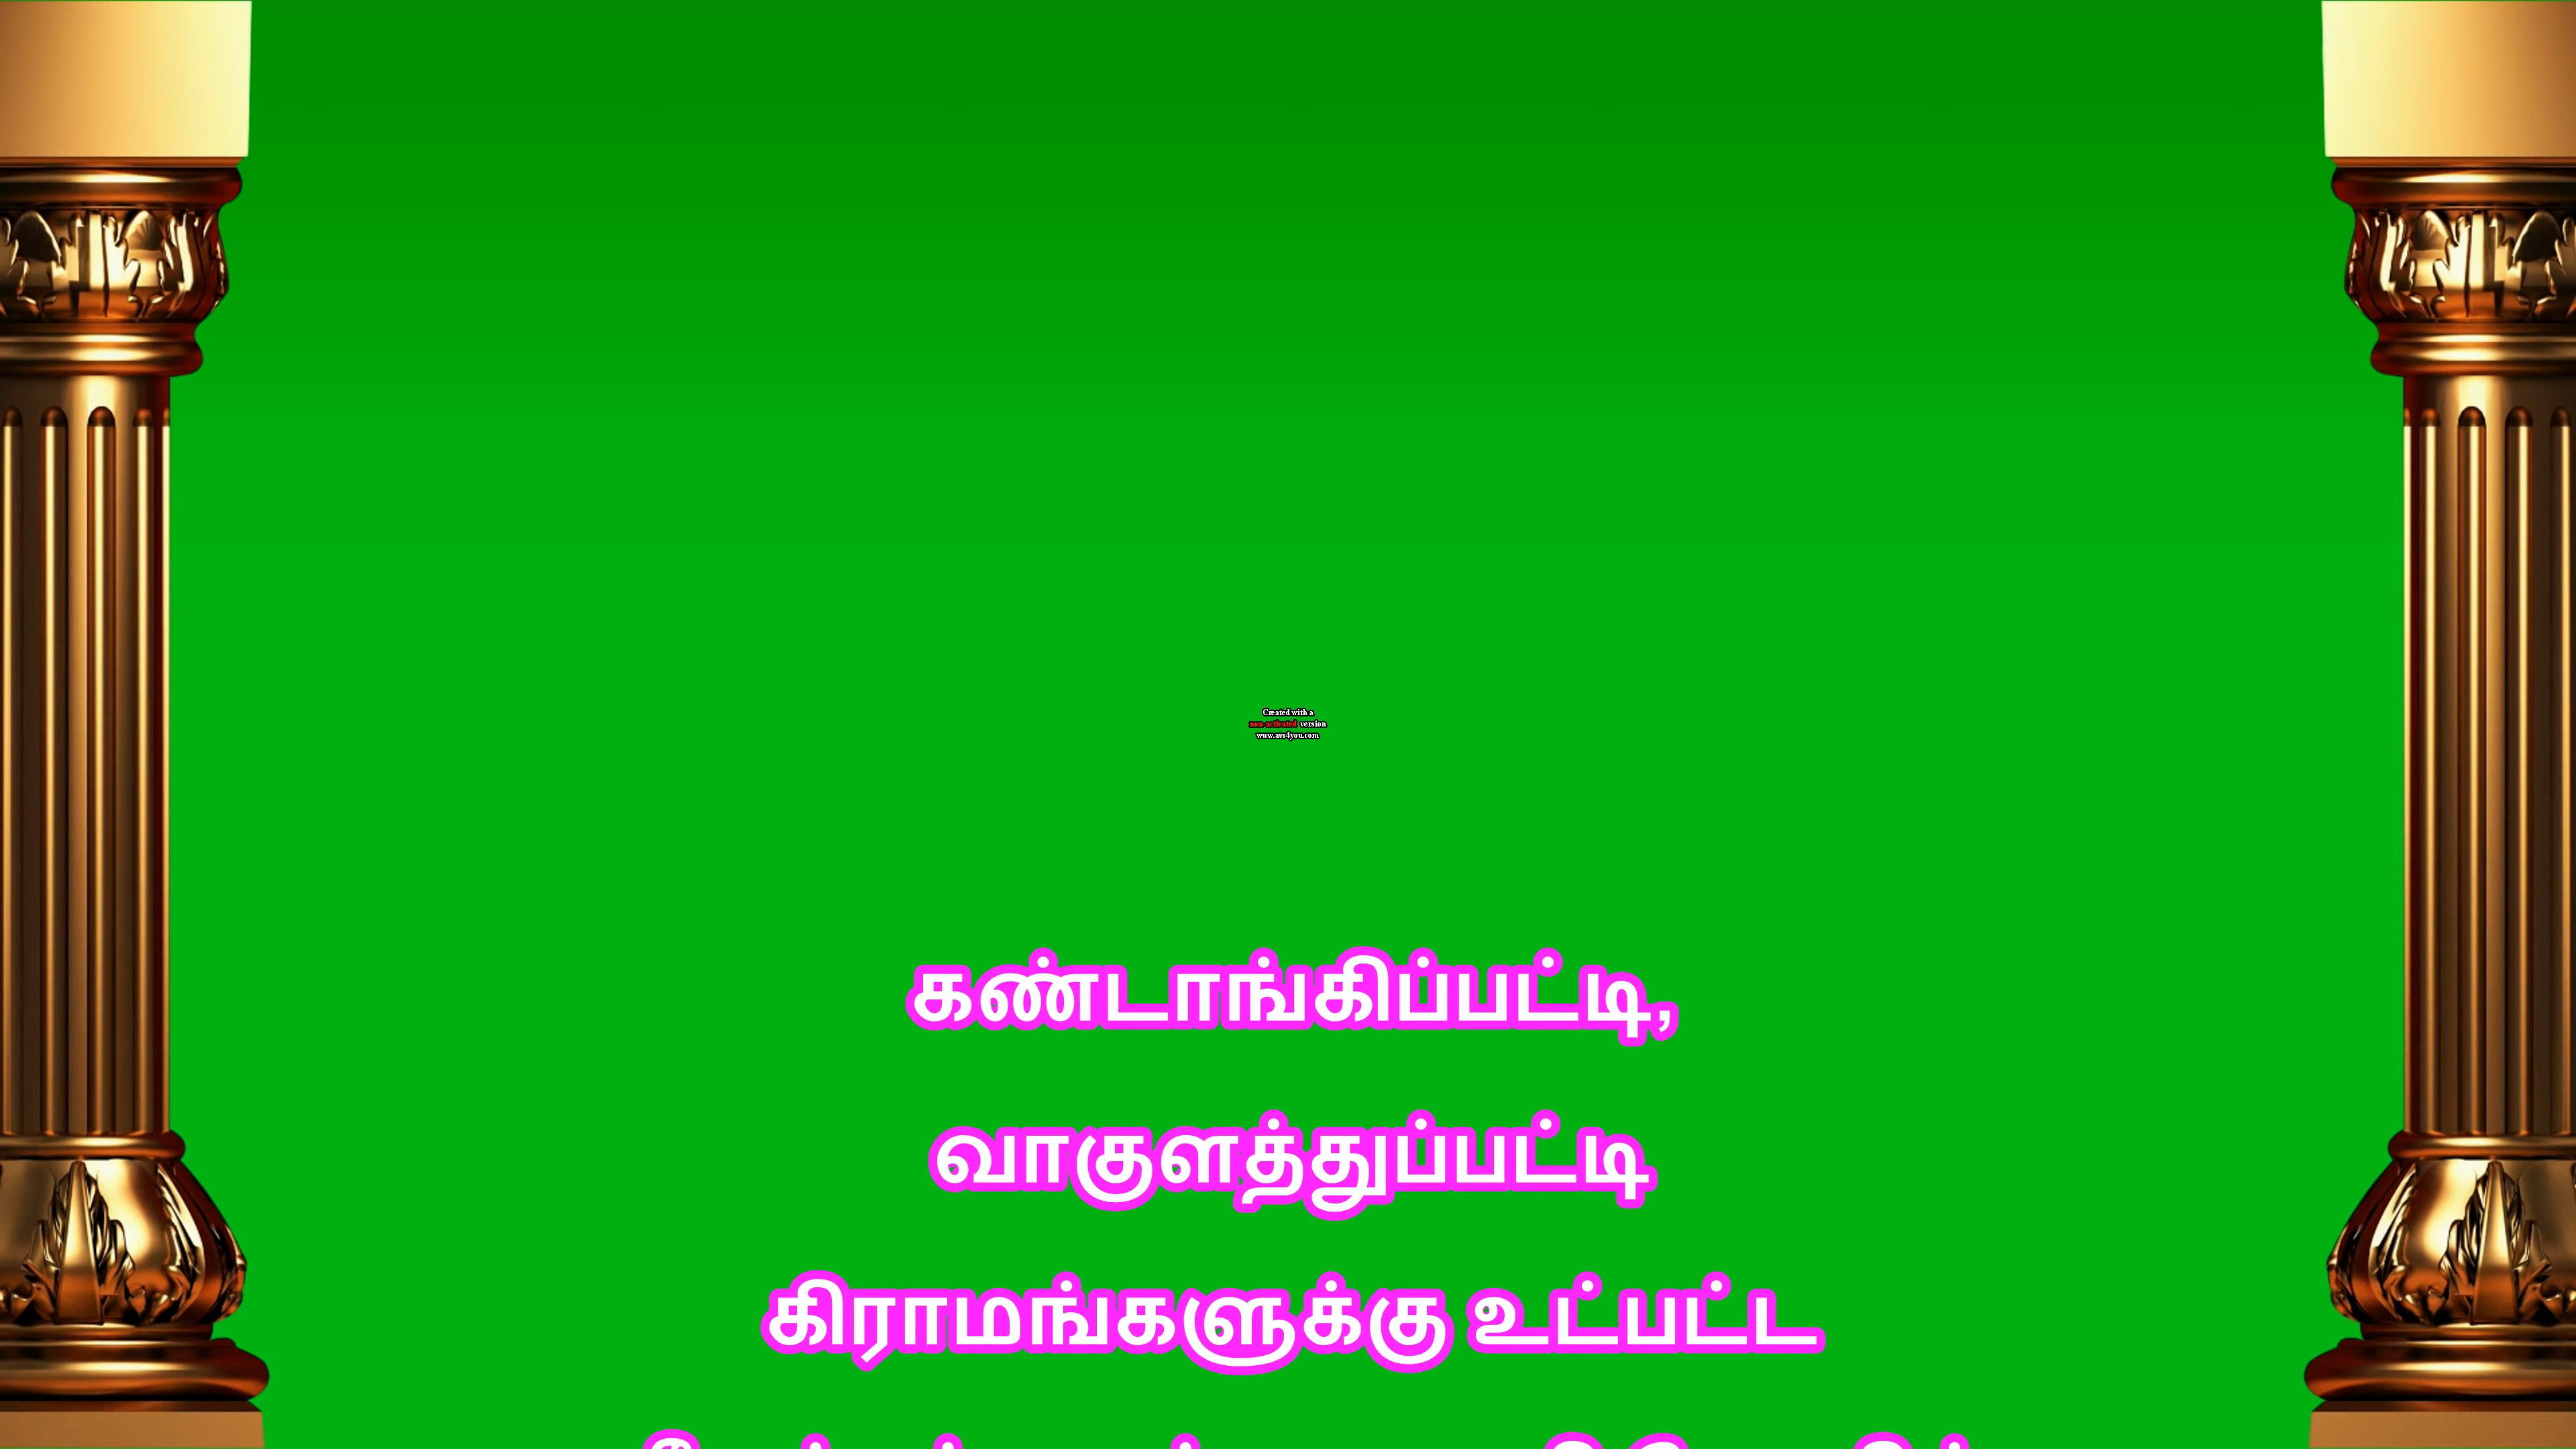 Created with a
non-activated version
www.avs4you.com
கண்டாங்கிப்பட்டி,
வாகுளத்துப்பட்டி
கிராமங்களுக்கு உட்பட்ட